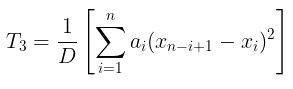 $T_3 = \frac{1}{D} \left[ \sum_{i=1}^{n} a_i (x_{n-i+1} - x_i)^2 \right]$